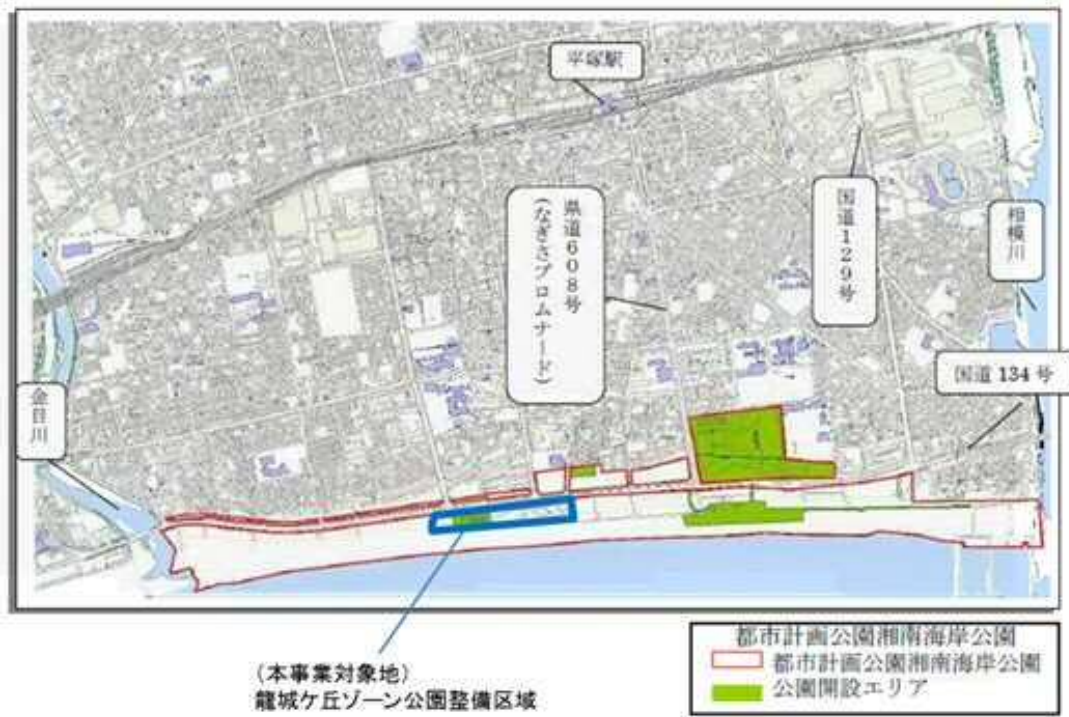 平塚駅
県道608号
(なぎさプロムナード)
国道129号
相模川
国道 134 号
金目川
(本事業対象地)
龍城ケ丘ゾーン公園整備区域
都市計画公園湘南海岸公園
都市計画公園湘南海岸公園
公園開設エリア